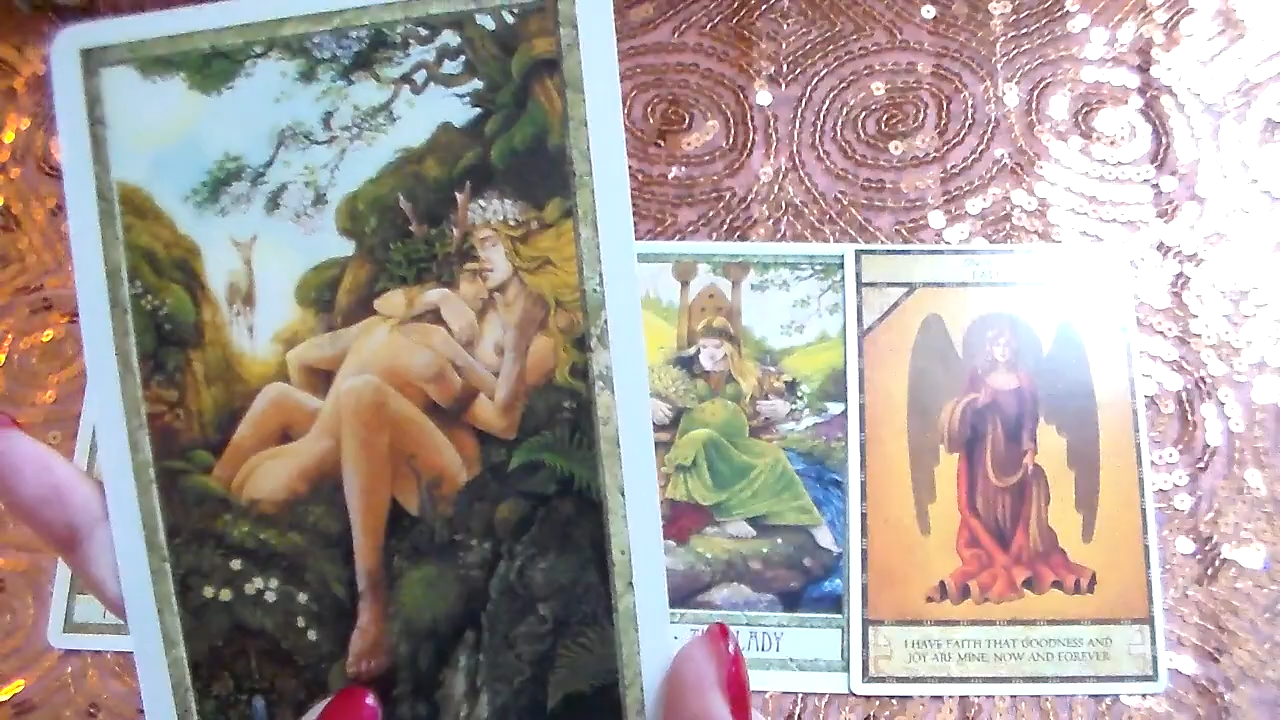 LADY
I HAVE FAITH THAT GOODNESS AND
JOY ARE MINE, NOW AND FOREVER